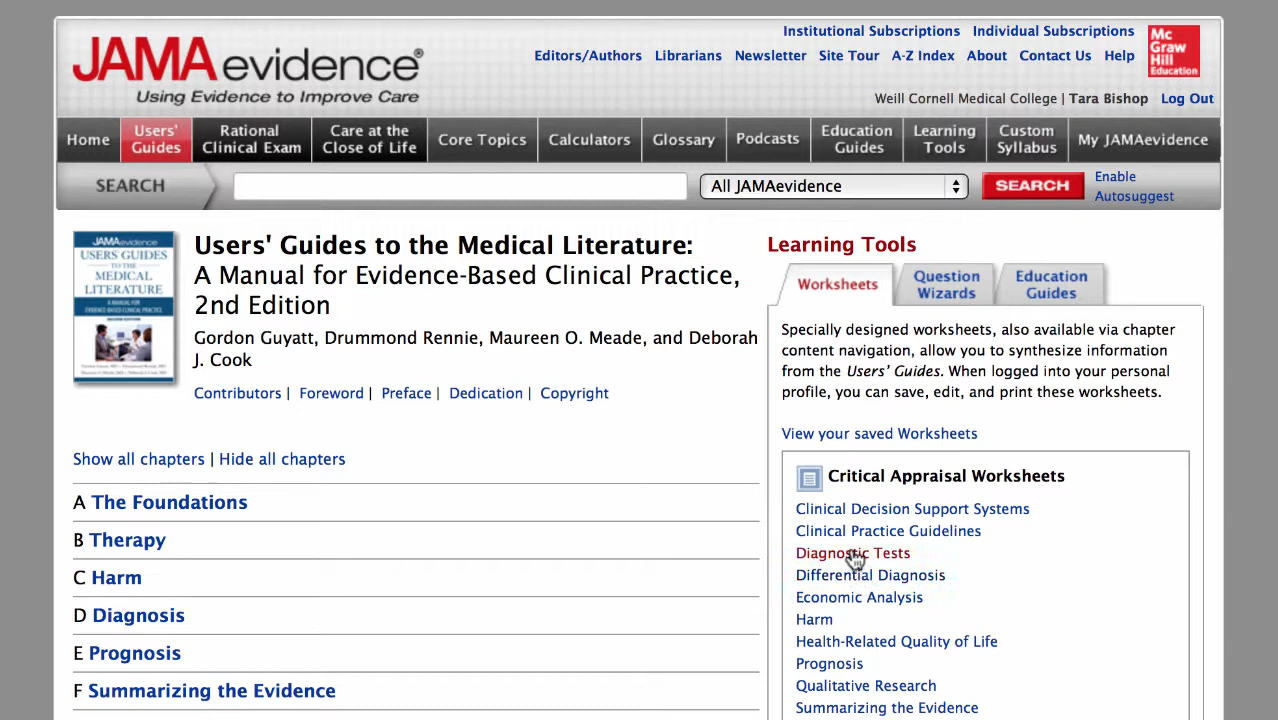 Institutional Subscriptions Individual Subscriptions
Editors/Authors Librarians Newsletter Site Tour A-Z Index About Contact Us Help
Mc
Graw
Hill
Education
JAMAevidence®
Using Evidence to Improve Care
Weill Cornell Medical College | Tara Bishop Log Out
Home
Users'
Guides
Rational
Clinical Exam
Care at the
Close of Life
Core Topics
Calculators
Glossary
Podcasts
Education
Guides
Learning
Tools
Custom
Syllabus
My JAMAevidence
SEARCH
All JAMAevidence
SEARCH
Enable
Autosuggest
JAMAevidence
USERS' GUIDES
TO THE
MEDICAL
LITERATURE
Users' Guides to the Medical Literature:
A Manual for Evidence-Based Clinical Practice,
2nd Edition
Gordon Guyatt, Drummond Rennie, Maureen O. Meade, and Deborah
J. Cook
Contributors | Foreword | Preface | Dedication | Copyright
Show all chapters | Hide all chapters
A The Foundations
B Therapy
C Harm
D Diagnosis
E Prognosis
F Summarizing the Evidence
Learning Tools
Worksheets
Question
Wizards
Education
Guides
Specially designed worksheets, also available via chapter
content navigation, allow you to synthesize information
from the Users' Guides. When logged into your personal
profile, you can save, edit, and print these worksheets.
View your saved Worksheets
Critical Appraisal Worksheets
Clinical Decision Support Systems
Clinical Practice Guidelines
Diagnostic Tests
Differential Diagnosis
Economic Analysis
Harm
Health-Related Quality of Life
Prognosis
Qualitative Research
Summarizing the Evidence